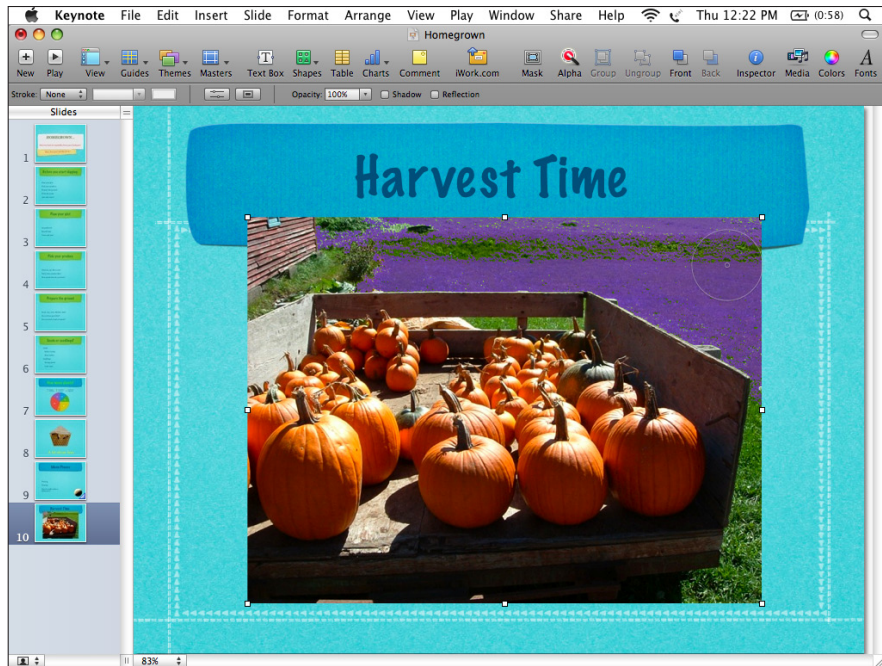 Keynote File Edit Insert Slide Format Arrange View Play Window Share Help Thu 12:22 PM (0:58)
Homegrown
New Play View Guides Themes Masters Text Box Shapes Table Charts Comment iWork.com Mask Alpha Group Ungroup Front Back Inspector Media Colors Fonts
Stroke: None Opacity: 100% Shadow Reflection
Slides
Harvest Time
1
2
3
4
5
6
7
8
9
10
83%